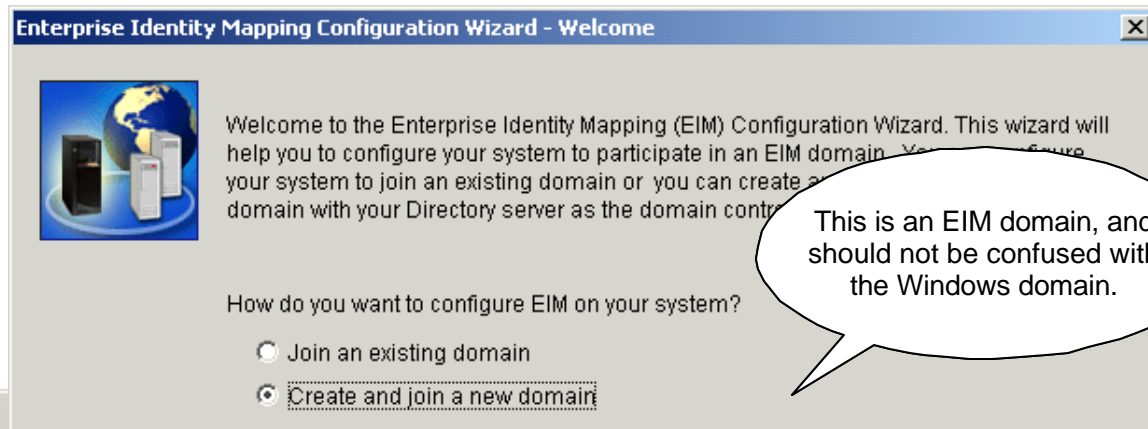 Enterprise Identity Mapping Configuration Wizard - Welcome
Welcome to the Enterprise Identity Mapping (EIM) Configuration Wizard. This wizard will
help you to configure your system to participate in an EIM domain.
your system to join an existing domain or you can create
domain with your Directory server as the domain
This is an EIM domain, and
should not be confused with
the Windows domain.
How do you want to configure EIM on your system?
Join an existing domain
Create and join a new domain